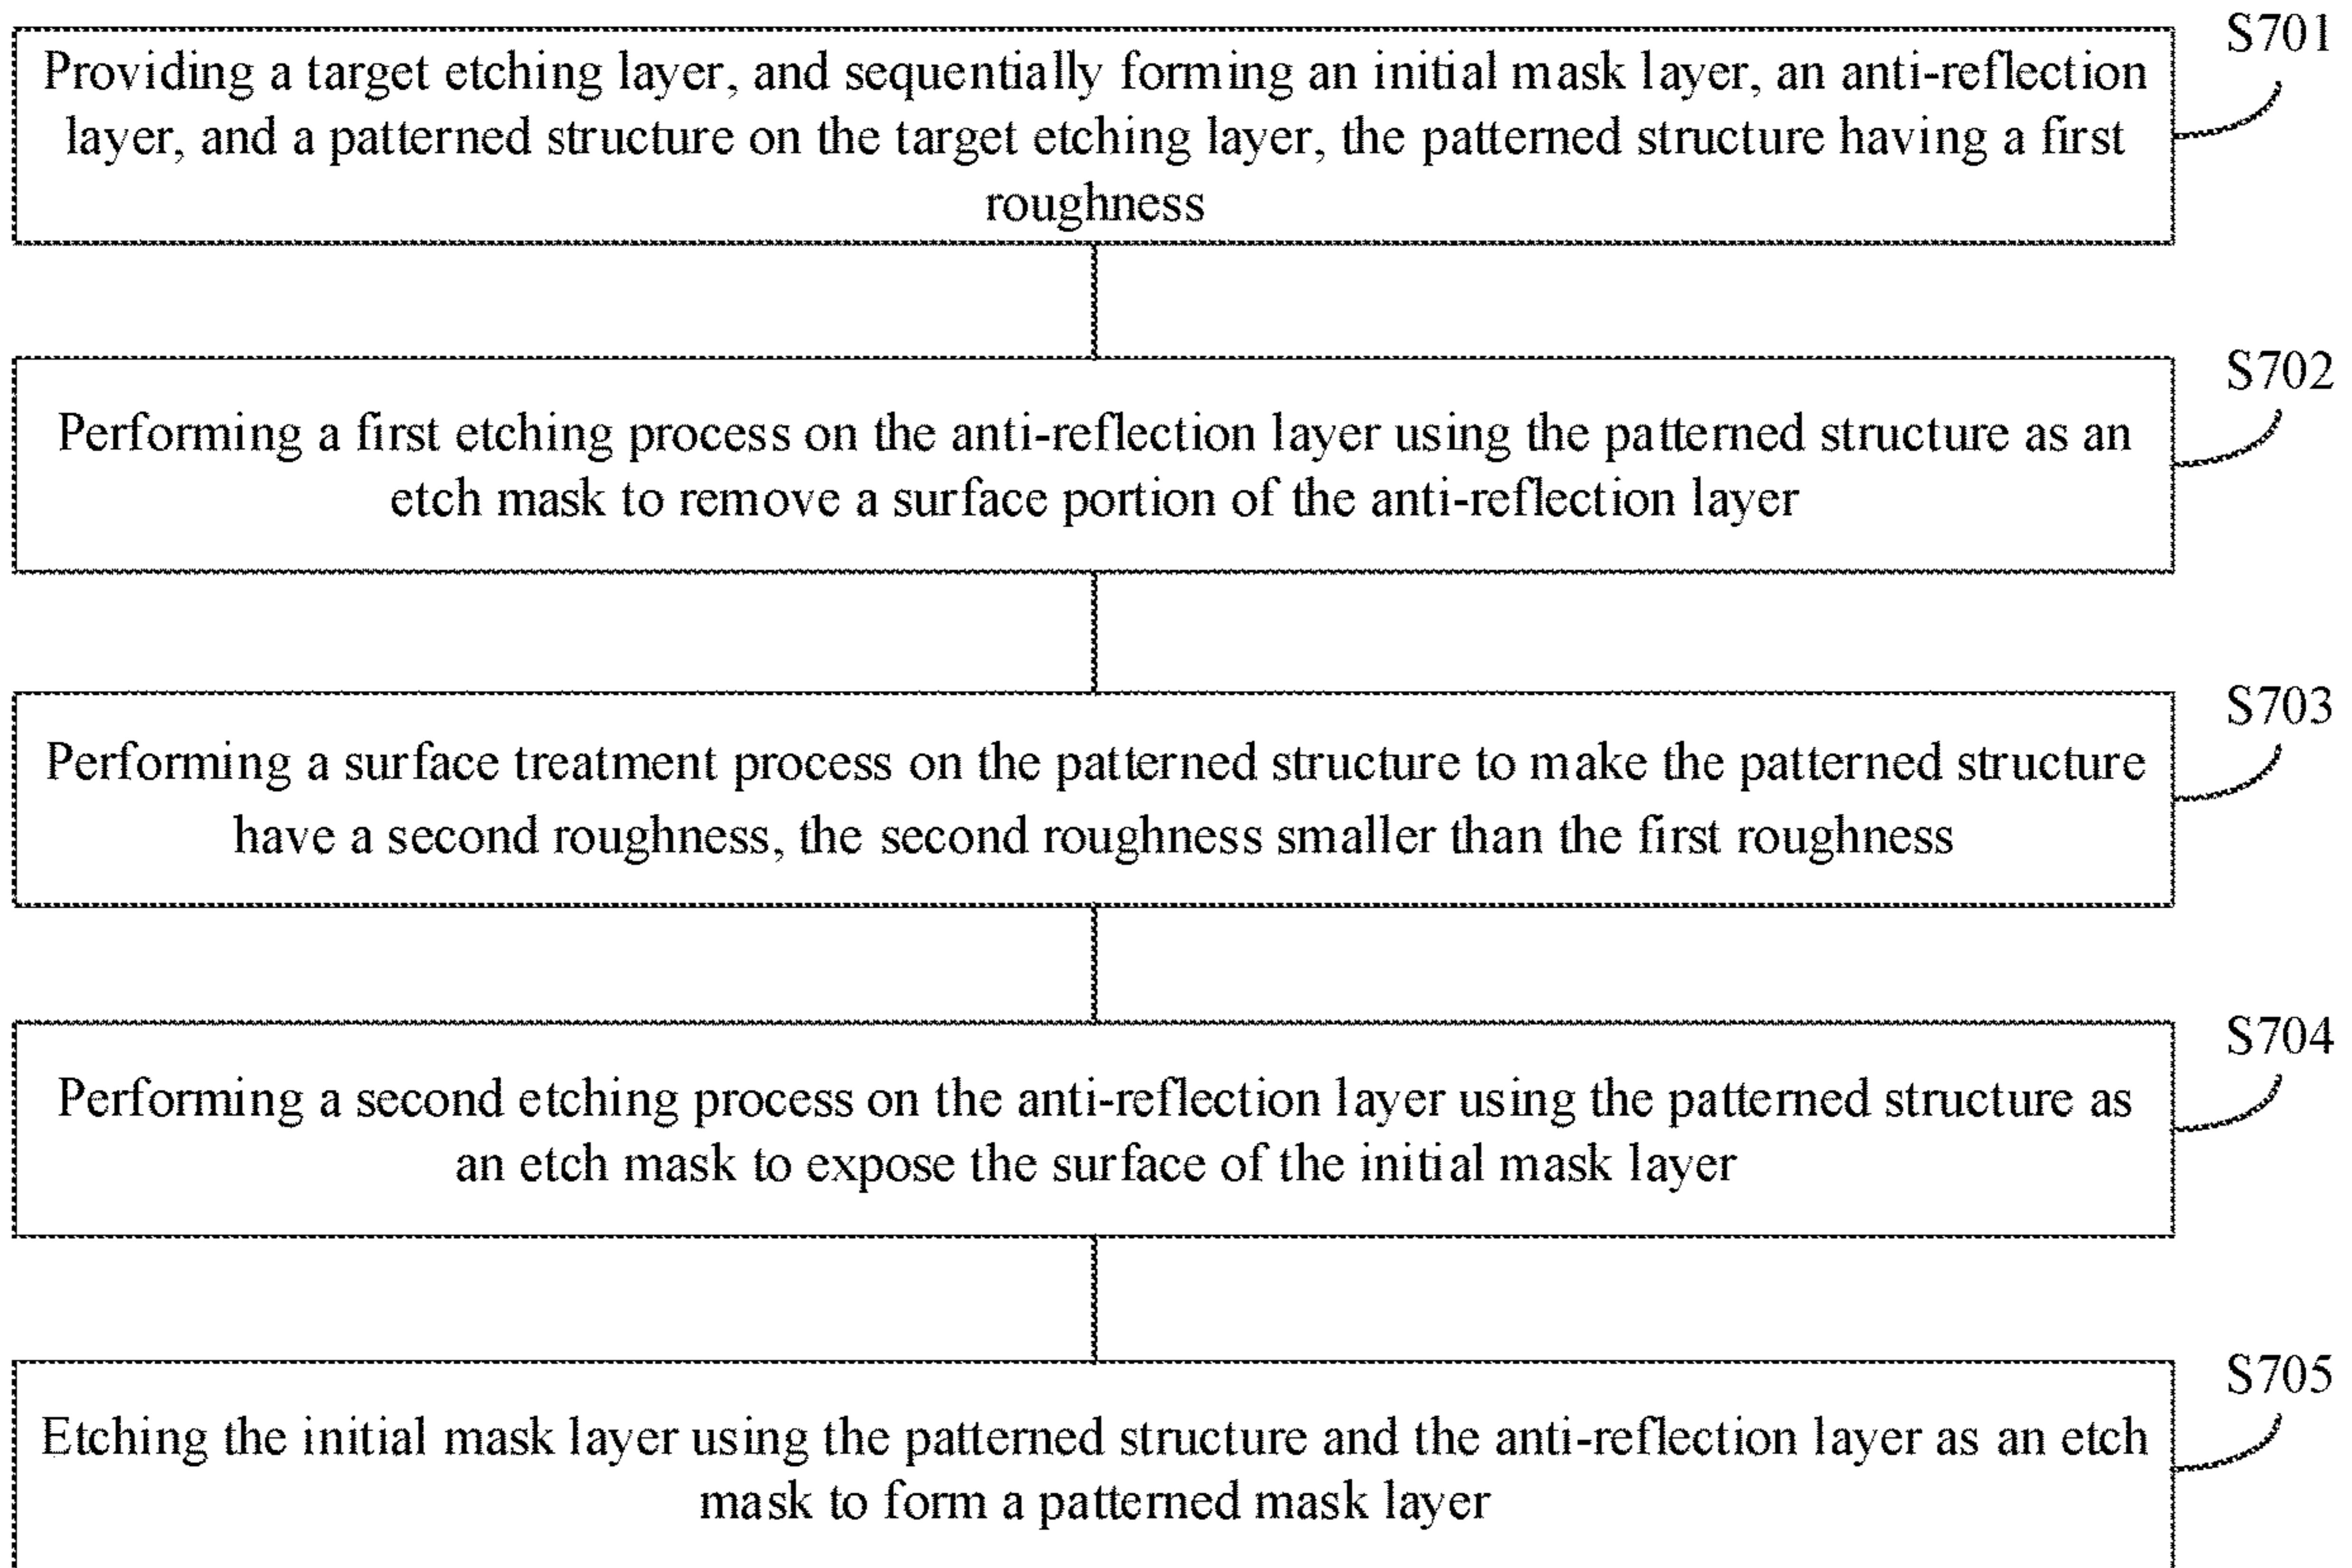 S701
Providing a target etching layer, and sequentially forming an initial mask layer, an anti-reflection
layer, and a patterned structure on the target etching layer, the patterned structure having a first
roughness
S702
Performing a first etching process on the anti-reflection layer using the patterned structure as an
etch mask to remove a surface portion of the anti-reflection layer
S703
Performing a surface treatment process on the patterned structure to make the patterned structure
have a second roughness, the second roughness smaller than the first roughness
S704
Performing a second etching process on the anti-reflection layer using the patterned structure as
an etch mask to expose the surface of the initial mask layer
S705
Etching the initial mask layer using the patterned structure and the anti-reflection layer as an etch
mask to form a patterned mask layer